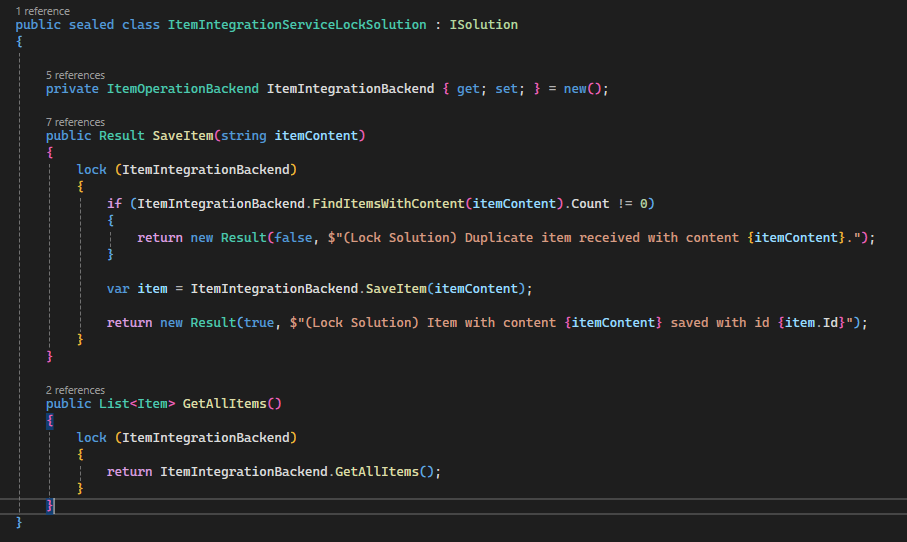 1 reference
public sealed class ItemIntegrationServiceLockSolution : ISolution
{
5 references
private ItemOperationBackend ItemIntegrationBackend { get; set; } = new();
7 references
public Result SaveItem(string itemContent)
{
lock (ItemIntegrationBackend)
{
if (ItemIntegrationBackend.FindItemsWithContent(itemContent).Count != 0)
{
return new Result(false, $"(Lock Solution) Duplicate item received with content {itemContent}.");
}
var item = ItemIntegrationBackend.SaveItem(itemContent);
return new Result(true, $"(Lock Solution) Item with content {itemContent} saved with id {item.Id}");
}
}
2 references
public List<Item> GetAllItems()
{
lock (ItemIntegrationBackend)
{
return ItemIntegrationBackend.GetAllItems();
}
}
}